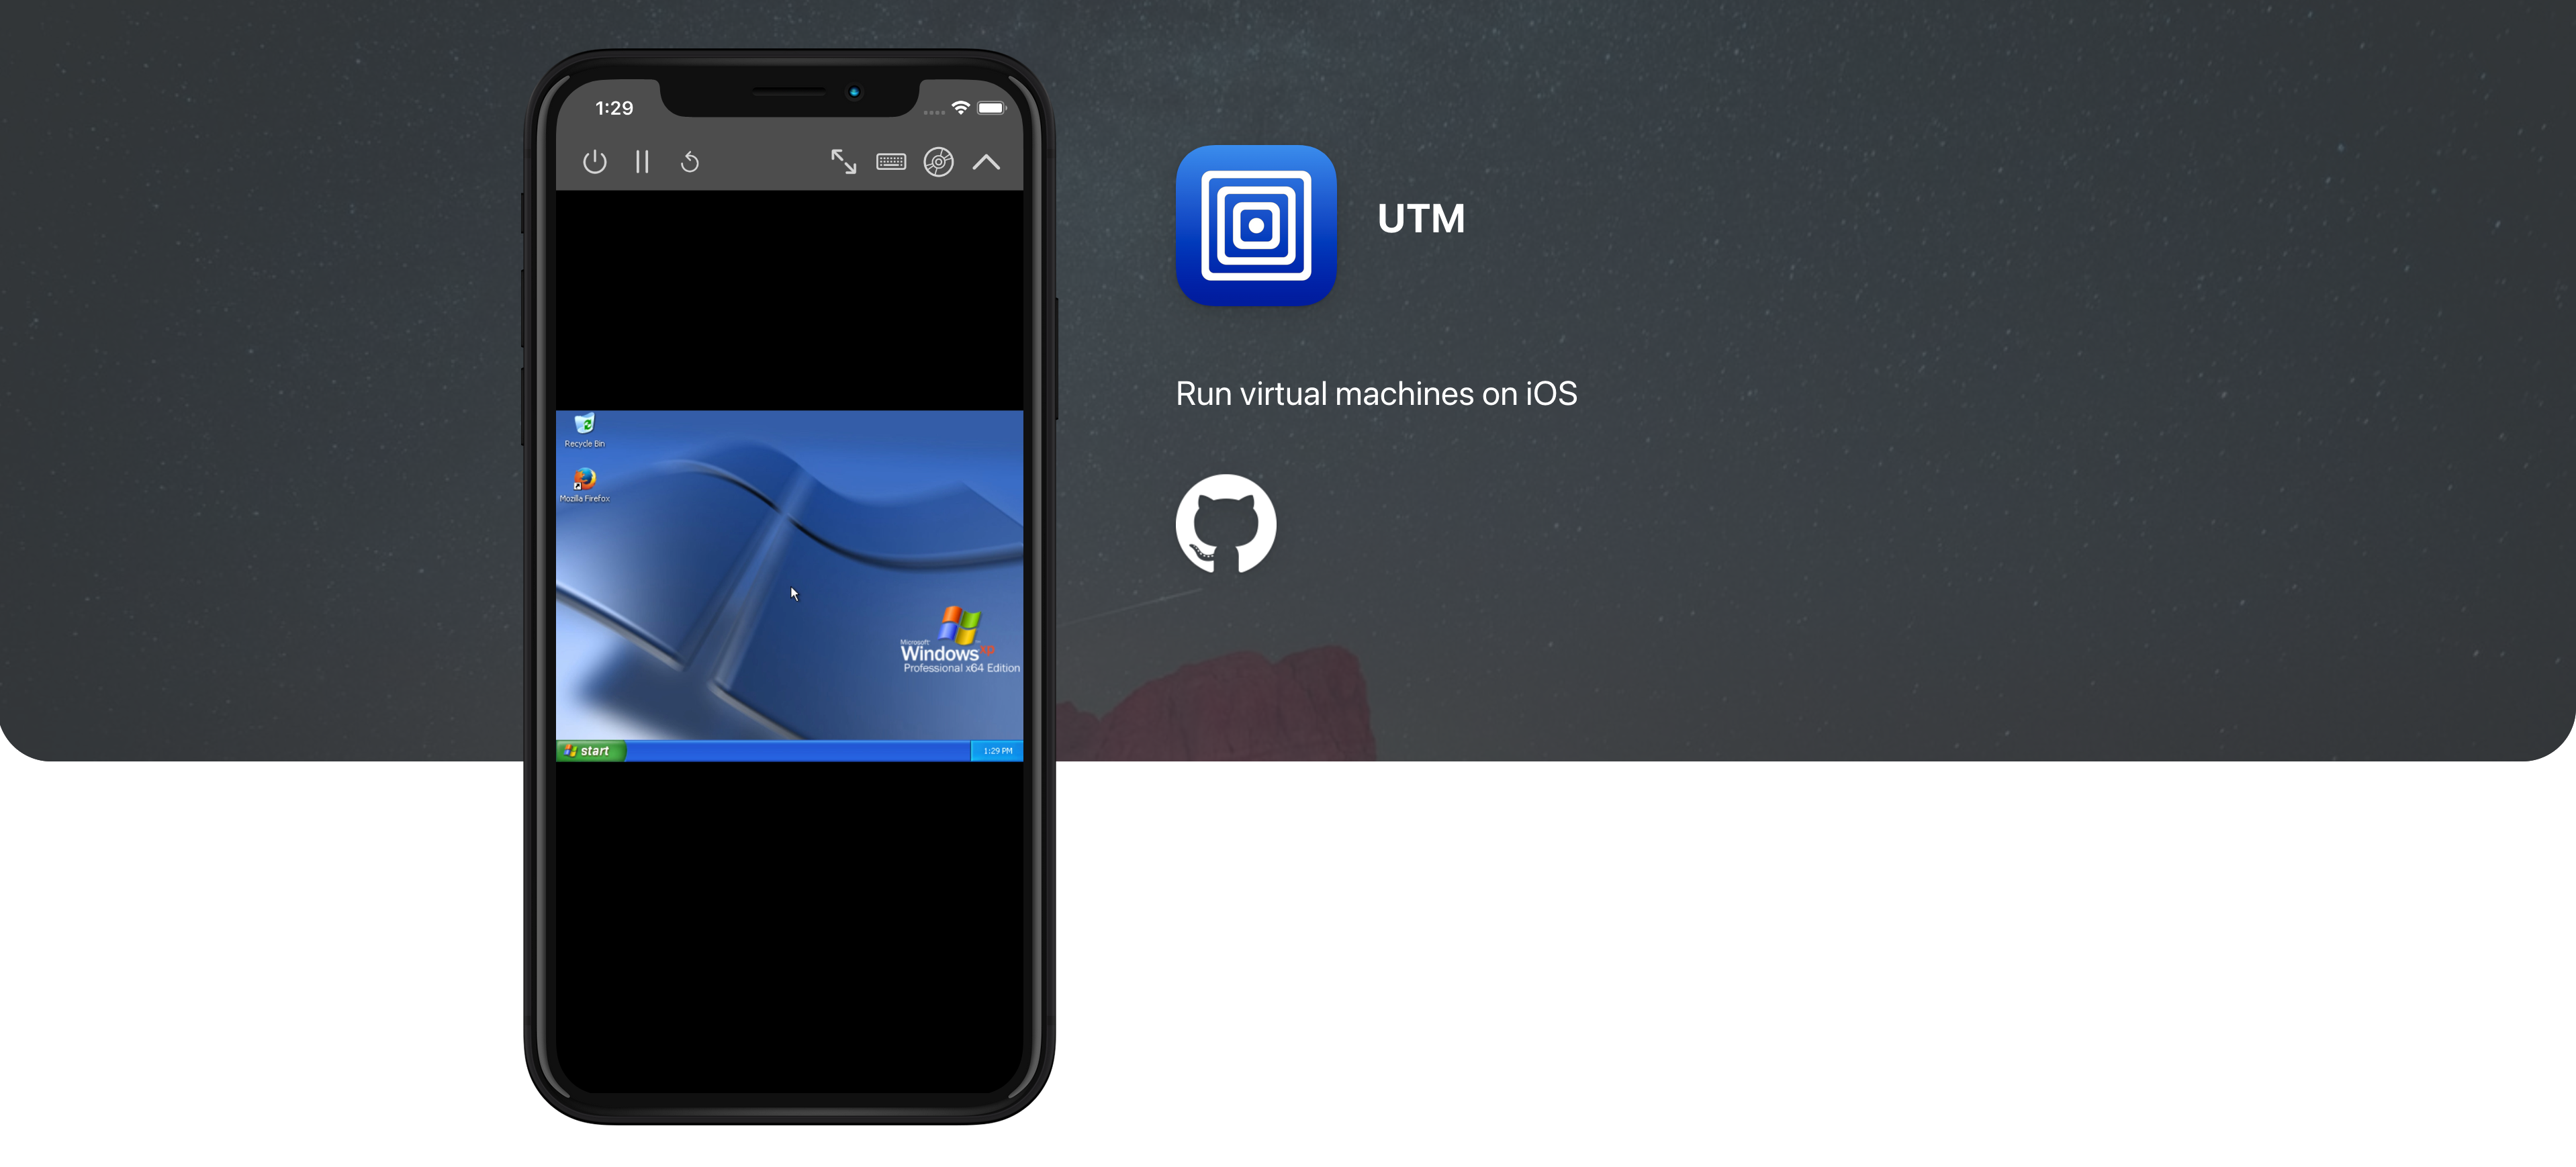 1:29
UTM
Run virtual machines on iOS
Recycle Bin
Mozilla Firefox
Microsoft
Windows xp
Professional x64 Edition
start
1:29 PM